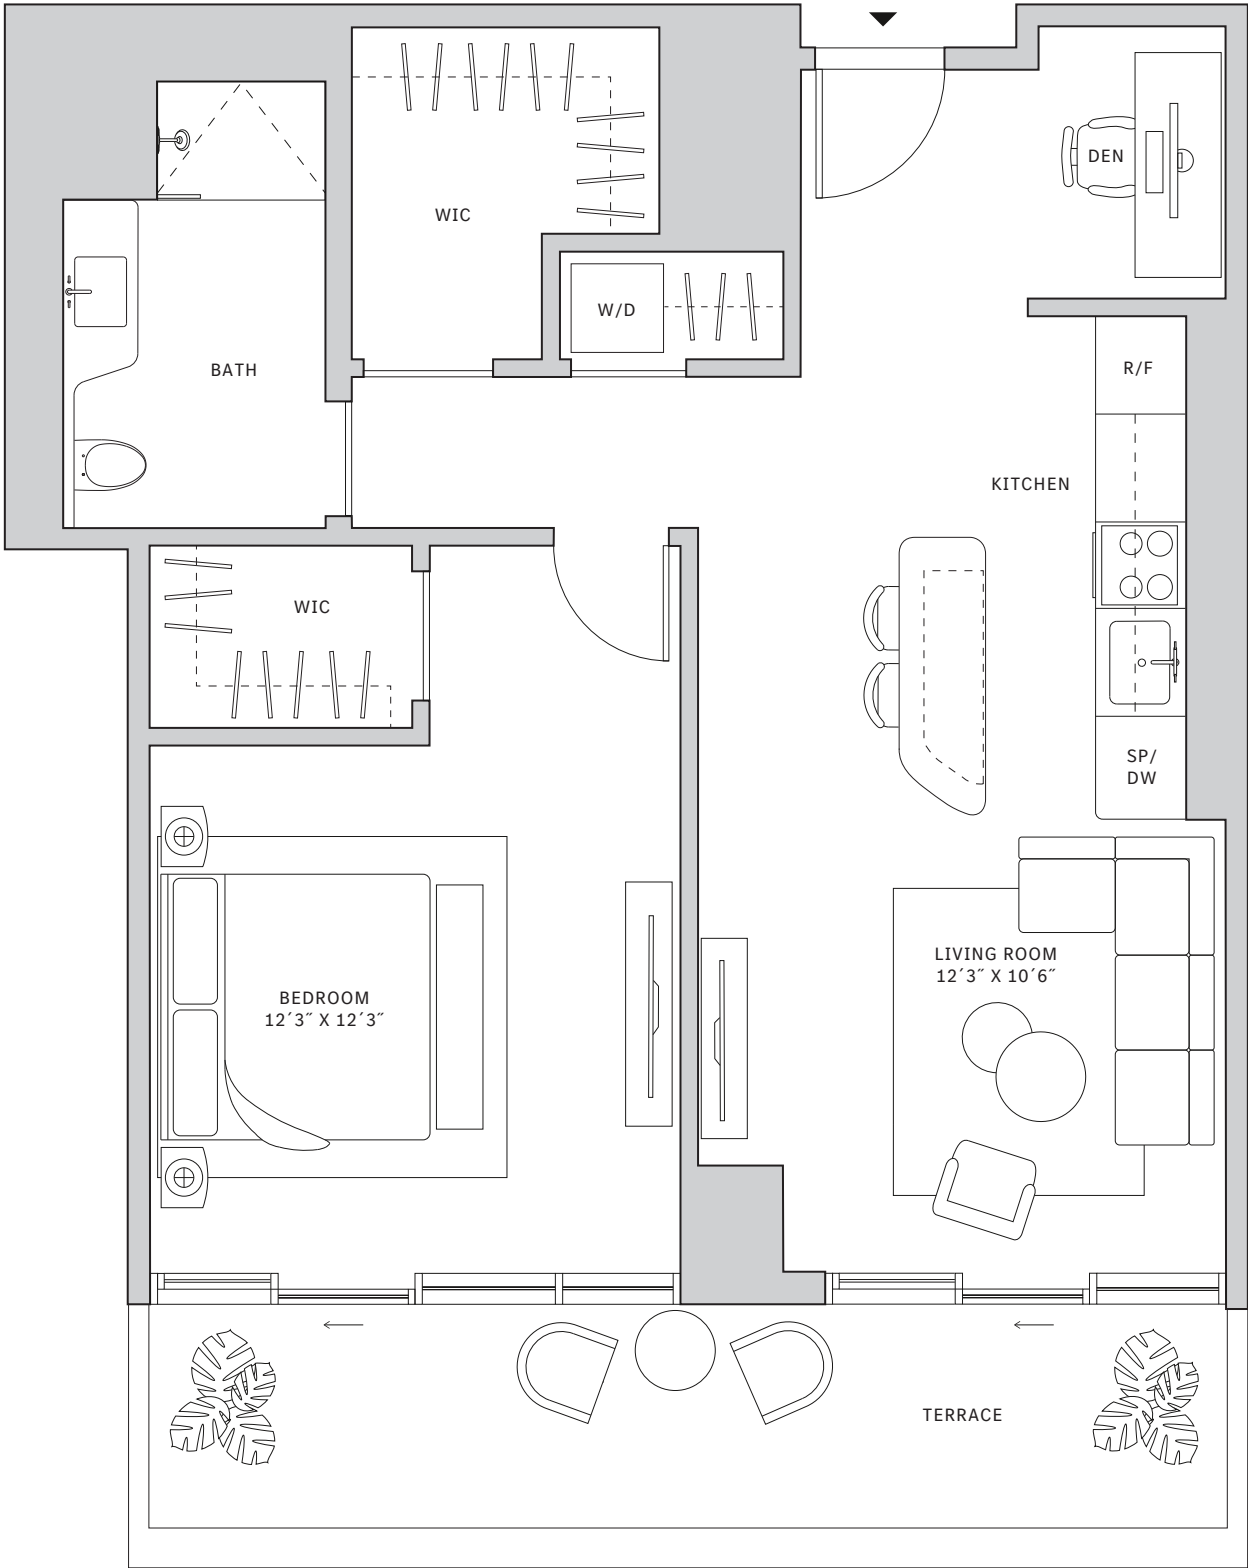 DEN
WIC
W/D
BATH
R/F
KITCHEN
WIC
SP/
DW
LIVING ROOM
12´3˝ X 10´6˝
BEDROOM
12´3˝ X 12´3˝
TERRACE